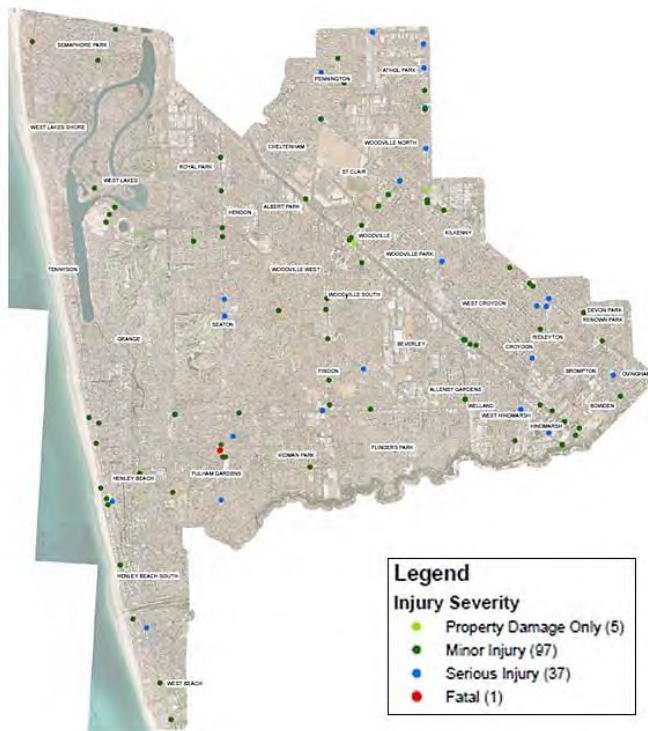 SEMAPHORE PARK
PENNINGTON
ATHOL PARK
WEST LAKES SHORE
CHELTENHAM
WOODVILLE NORTH
ROYAL PARK
ST CLAIR
WEST LAKES
ALBERT PARK
HENDON
KILKENNY
WOODVILLE
WOODVILLE PARK
TENNYSON
WOODVILLE WEST
WOODVILLE SOUTH
WEST CROYDON
DEVON PARK
RENOWN PARK
SEATON
GRANGE
RIDLEYTON
BEVERLEY
CROYDON
FINDON
BROMPTON
OVINGHAM
ALLENBY GARDENS
WELLAND
BOWDEN
WEST HINDMARSH
HINDMARSH
FLINDERS PARK
KIDMAN PARK
HENLEY BEACH
FULHAM GARDENS
HENLEY BEACH SOUTH
WEST BEACH
Legend
Injury Severity
Property Damage Only (5)
Minor Injury (97)
Serious Injury (37)
Fatal (1)